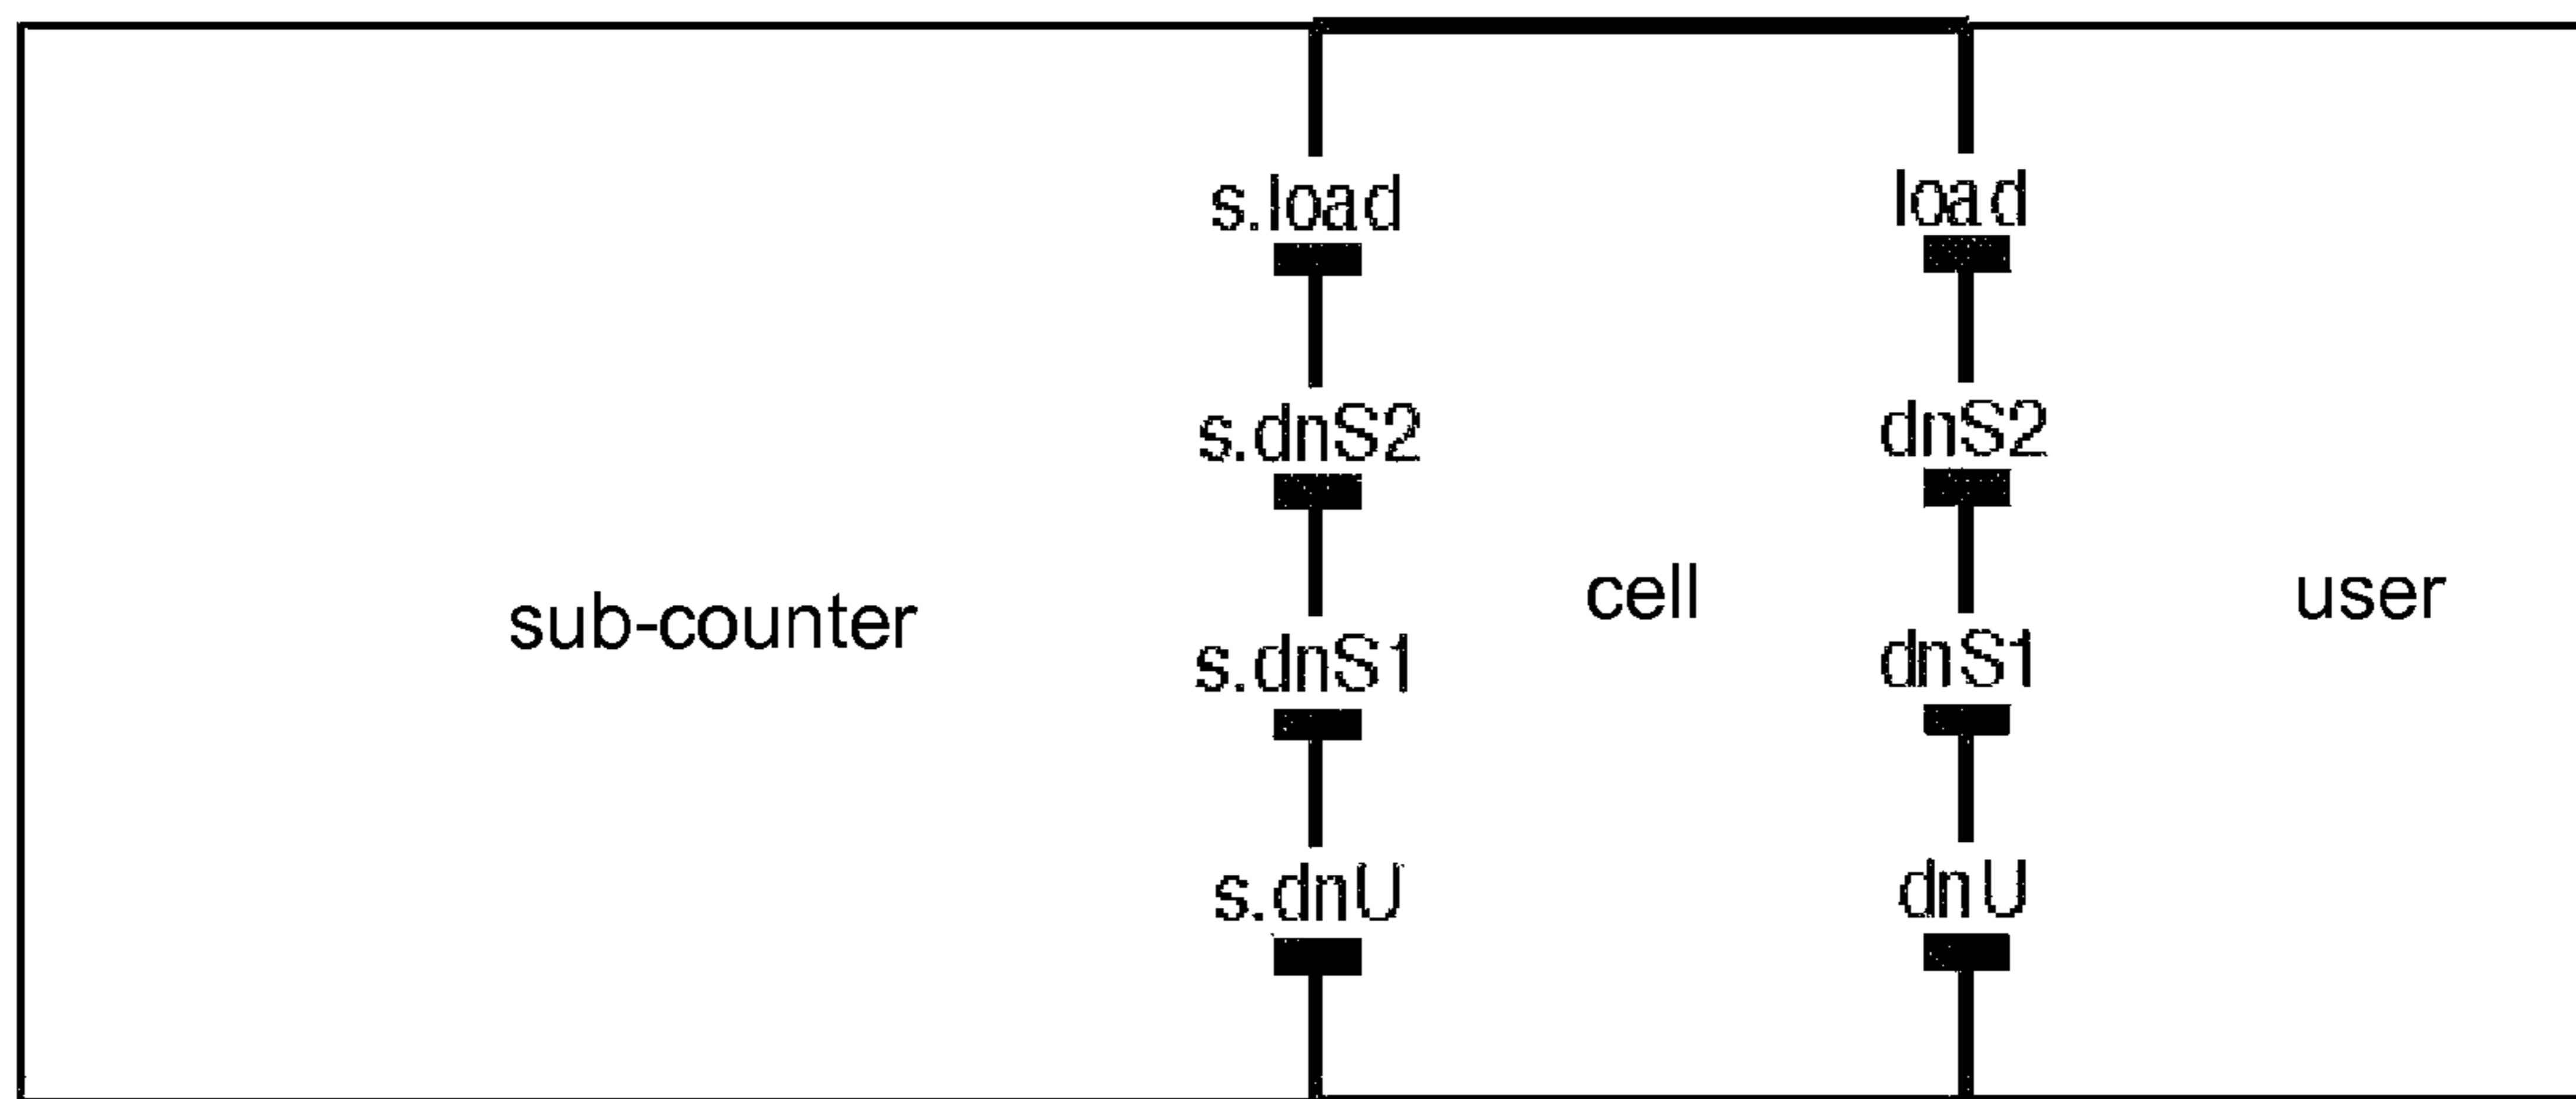 s.load
load
s.dnS2
dnS2
sub-counter
cell
user
s.dnS1
dnS1
s.dnU
dnU